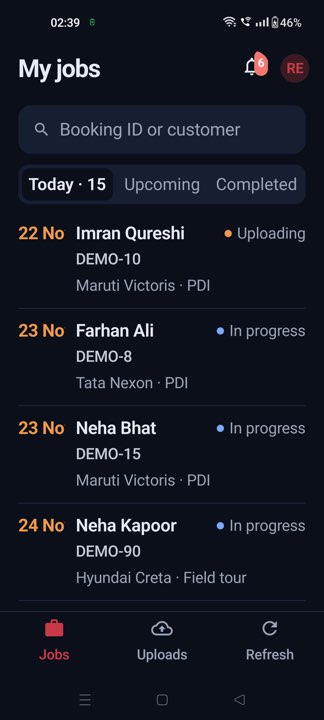 02:39
46%
My jobs
6
RE
Booking ID or customer
Today · 15
Upcoming
Completed
22 No
Imran Qureshi
Uploading
DEMO-10
Maruti Victoris · PDI
23 No
Farhan Ali
In progress
DEMO-8
Tata Nexon · PDI
23 No
Neha Bhat
In progress
DEMO-15
Maruti Victoris · PDI
24 No
Neha Kapoor
In progress
DEMO-90
Hyundai Creta · Field tour
Jobs
Uploads
Refresh